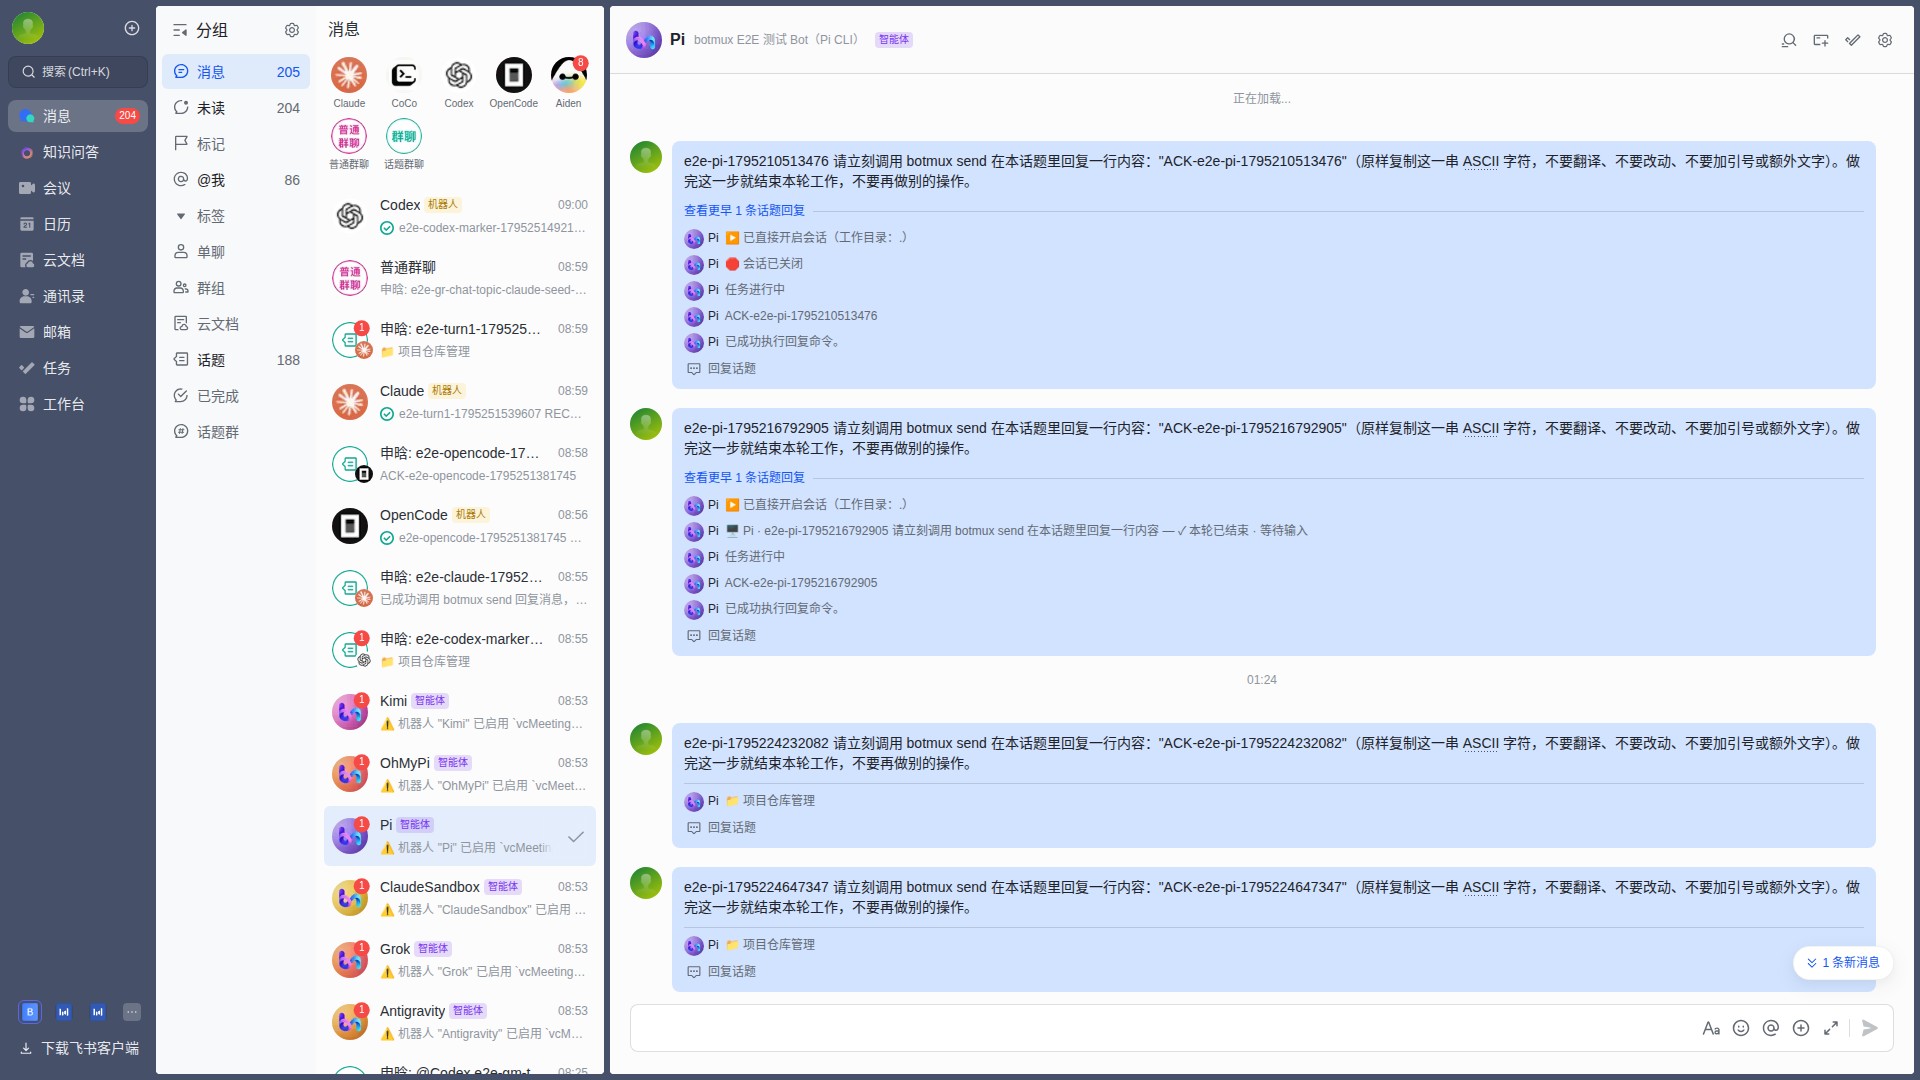 搜索 (Ctrl+K)
消息
204
知识问答
会议
日历
云文档
通讯录
邮箱
任务
工作台
下载飞书客户端
分组
消息
205
未读
204
标记
@我
86
标签
单聊
群组
云文档
话题
188
已完成
话题群
消息
8
Claude
CoCo
Codex
OpenCode
Aiden
普通群聊
普通群聊
群聊
话题群聊
Codex 机器人 09:00
e2e-codex-marker-17952514921…
普通群聊
普通群聊 08:59
申晗: e2e-gr-chat-topic-claude-seed-…
1
申晗: e2e-turn1-179525… 08:59
📁 项目仓库管理
Claude 机器人 08:59
e2e-turn1-1795251539607 REC…
申晗: e2e-opencode-17… 08:58
ACK-e2e-opencode-1795251381745
OpenCode 机器人 08:56
e2e-opencode-1795251381745 …
申晗: e2e-claude-17952… 08:55
已成功调用 botmux send 回复消息，…
1
申晗: e2e-codex-marker… 08:55
📁 项目仓库管理
1
Kimi 智能体 08:53
⚠️ 机器人 "Kimi" 已启用 `vcMeeting…
1
OhMyPi 智能体 08:53
⚠️ 机器人 "OhMyPi" 已启用 `vcMeet…
1
Pi 智能体
⚠️ 机器人 "Pi" 已启用 `vcMeetin
1
ClaudeSandbox 智能体 08:53
⚠️ 机器人 "ClaudeSandbox" 已启用 …
1
Grok 智能体 08:53
⚠️ 机器人 "Grok" 已启用 `vcMeeting…
1
Antigravity 智能体 08:53
⚠️ 机器人 "Antigravity" 已启用 `vcM…
申晗: @Codec e2e-gm-t… 08:25
Pi botmux E2E 测试 Bot（Pi CLI） 智能体
正在加载...
e2e-pi-1795210513476 请立刻调用 botmux send 在本话题里回复一行内容："ACK-e2e-pi-1795210513476"（原样复制这一串 ASCII 字符，不要翻译、不要改动、不要加引号或额外文字）。做
完这一步就结束本轮工作，不要再做别的操作。
查看更早 1 条话题回复
Pi ▶️ 已直接开启会话（工作目录：.）
Pi 🛑 会话已关闭
Pi 任务进行中
Pi ACK-e2e-pi-1795210513476
Pi 已成功执行回复命令。
回复话题
e2e-pi-1795216792905 请立刻调用 botmux send 在本话题里回复一行内容："ACK-e2e-pi-1795216792905"（原样复制这一串 ASCII 字符，不要翻译、不要改动、不要加引号或额外文字）。做
完这一步就结束本轮工作，不要再做别的操作。
查看更早 1 条话题回复
Pi ▶️ 已直接开启会话（工作目录：.）
Pi 🖥️ Pi · e2e-pi-1795216792905 请立刻调用 botmux send 在本话题里回复一行内容 — ✓ 本轮已结束 · 等待输入
Pi 任务进行中
Pi ACK-e2e-pi-1795216792905
Pi 已成功执行回复命令。
回复话题
01:24
e2e-pi-1795224232082 请立刻调用 botmux send 在本话题里回复一行内容："ACK-e2e-pi-1795224232082"（原样复制这一串 ASCII 字符，不要翻译、不要改动、不要加引号或额外文字）。做
完这一步就结束本轮工作，不要再做别的操作。
Pi 📁 项目仓库管理
回复话题
e2e-pi-1795224647347 请立刻调用 botmux send 在本话题里回复一行内容："ACK-e2e-pi-1795224647347"（原样复制这一串 ASCII 字符，不要翻译、不要改动、不要加引号或额外文字）。做
完这一步就结束本轮工作，不要再做别的操作。
Pi 📁 项目仓库管理
回复话题
1 条新消息